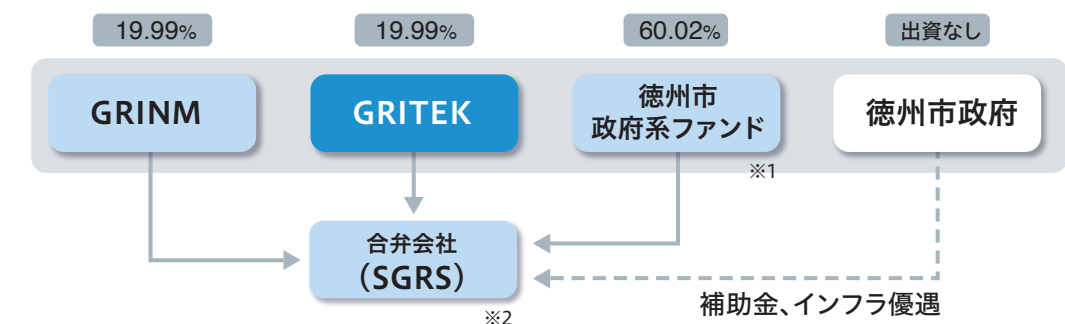 19.99%
19.99%
60.02%
出資なし
GRINM
GRITEK
徳州市
政府系ファンド
徳州市政府
※1
合弁会社
（SGRS）
補助金、インフラ優遇
※2